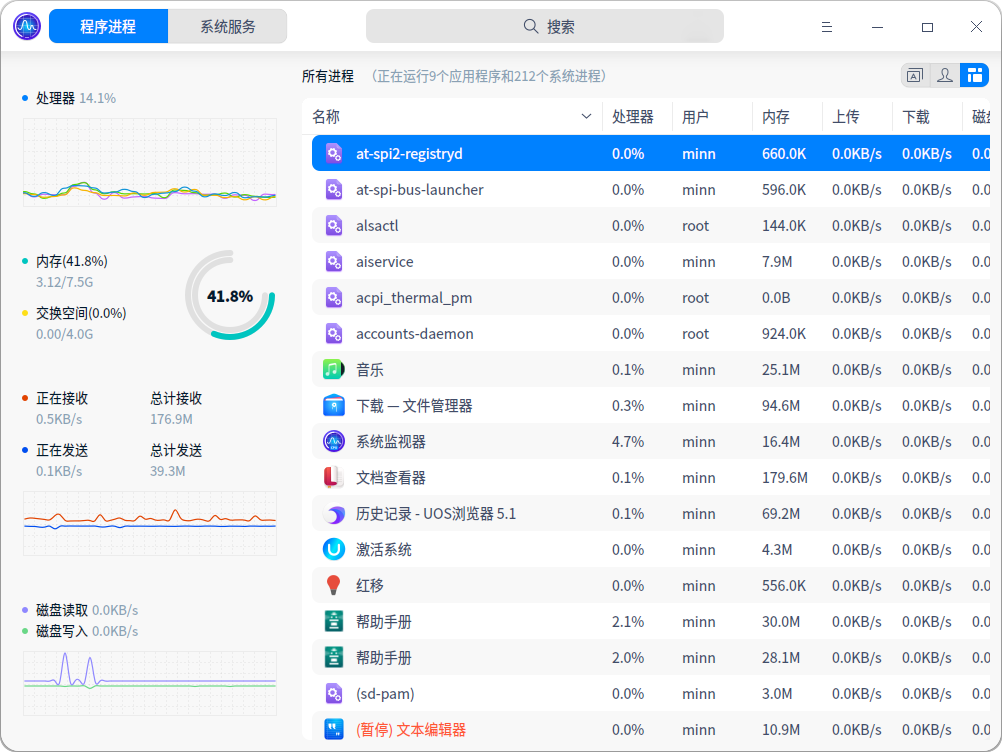 程序进程 系统服务 搜索
所有进程 （正在运行9个应用程序和212个系统进程）
处理器 14.1%
内存(41.8%)
3.12/7.5G
交换空间(0.0%)
0.00/4.0G
41.8%
正在接收 总计接收
0.5KB/s 176.9M
正在发送 总计发送
0.1KB/s 39.3M
磁盘读取 0.0KB/s
磁盘写入 0.0KB/s
名称 处理器 用户 内存 上传 下载 磁盘
at-spi2-registryd 0.0% minn 660.0K 0.0KB/s 0.0KB/s 0.0
at-spi-bus-launcher 0.0% minn 596.0K 0.0KB/s 0.0KB/s 0.0
alsactl 0.0% root 144.0K 0.0KB/s 0.0KB/s 0.0
aiservice 0.0% minn 7.9M 0.0KB/s 0.0KB/s 0.0
acpi_thermal_pm 0.0% root 0.0B 0.0KB/s 0.0KB/s 0.0
accounts-daemon 0.0% root 924.0K 0.0KB/s 0.0KB/s 0.0
音乐 0.1% minn 25.1M 0.0KB/s 0.0KB/s 0.0
下载 — 文件管理器 0.3% minn 94.6M 0.0KB/s 0.0KB/s 0.0
系统监视器 4.7% minn 16.4M 0.0KB/s 0.0KB/s 0.0
文档查看器 0.1% minn 179.6M 0.0KB/s 0.0KB/s 0.0
历史记录 - UOS浏览器 5.1 0.1% minn 69.2M 0.0KB/s 0.0KB/s 0.0
激活系统 0.0% minn 4.3M 0.0KB/s 0.0KB/s 0.0
红移 0.0% minn 556.0K 0.0KB/s 0.0KB/s 0.0
帮助手册 2.1% minn 30.0M 0.0KB/s 0.0KB/s 0.0
帮助手册 2.0% minn 28.1M 0.0KB/s 0.0KB/s 0.0
(sd-pam) 0.0% minn 3.0M 0.0KB/s 0.0KB/s 0.0
(暂停) 文本编辑器 0.0% minn 10.9M 0.0KB/s 0.0KB/s 0.0